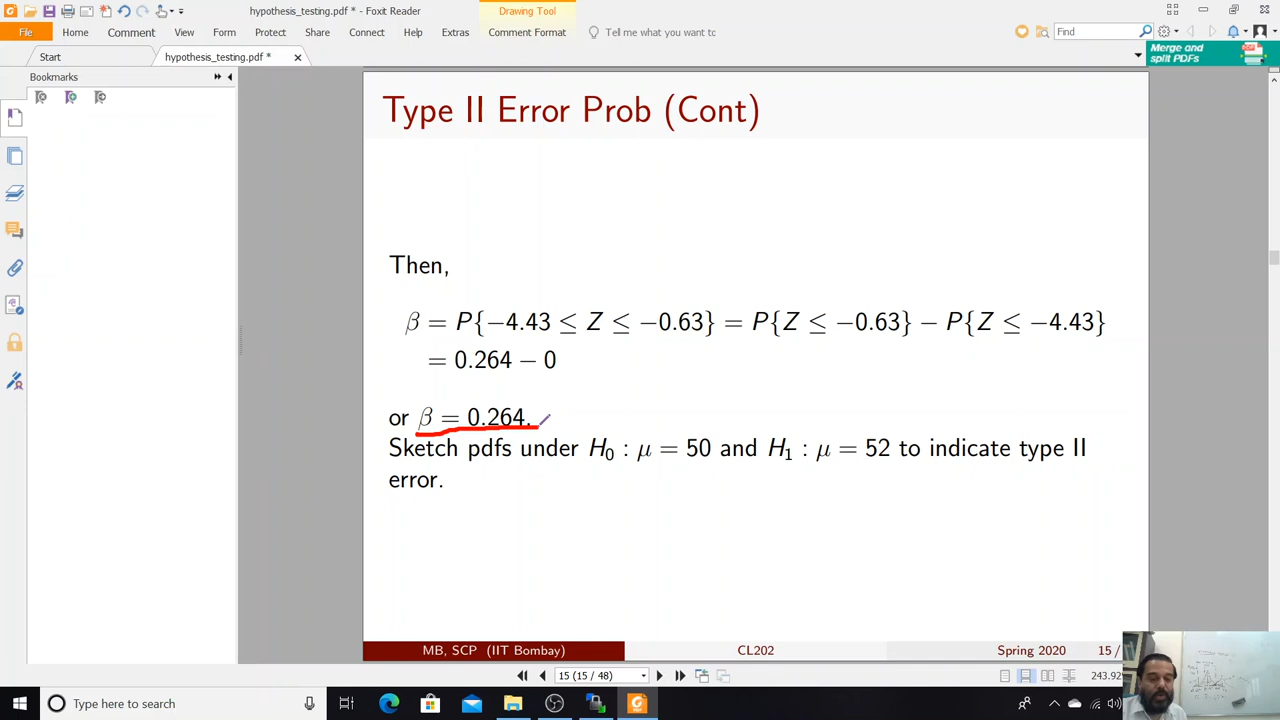 hypothesis_testing.pdf * - Foxit Reader
Drawing Tool
File
Home
Comment
View
Form
Protect
Share
Connect
Help
Extras
Comment Format
Tell me what you want to
Find
Start
hypothesis_testing.pdf *
Merge and
split PDFs
Bookmarks
Type II Error Prob (Cont)
Then,
β = P{−4.43 ≤ Z ≤ −0.63} = P{Z ≤ −0.63} − P{Z ≤ −4.43}
= 0.264 − 0
or β = 0.264.
Sketch pdfs under H₀ : μ = 50 and H₁ : μ = 52 to indicate type II
error.
MB, SCP (IIT Bombay)
CL202
Spring 2020
15 /
15 (15 / 48)
243.92
Type here to search